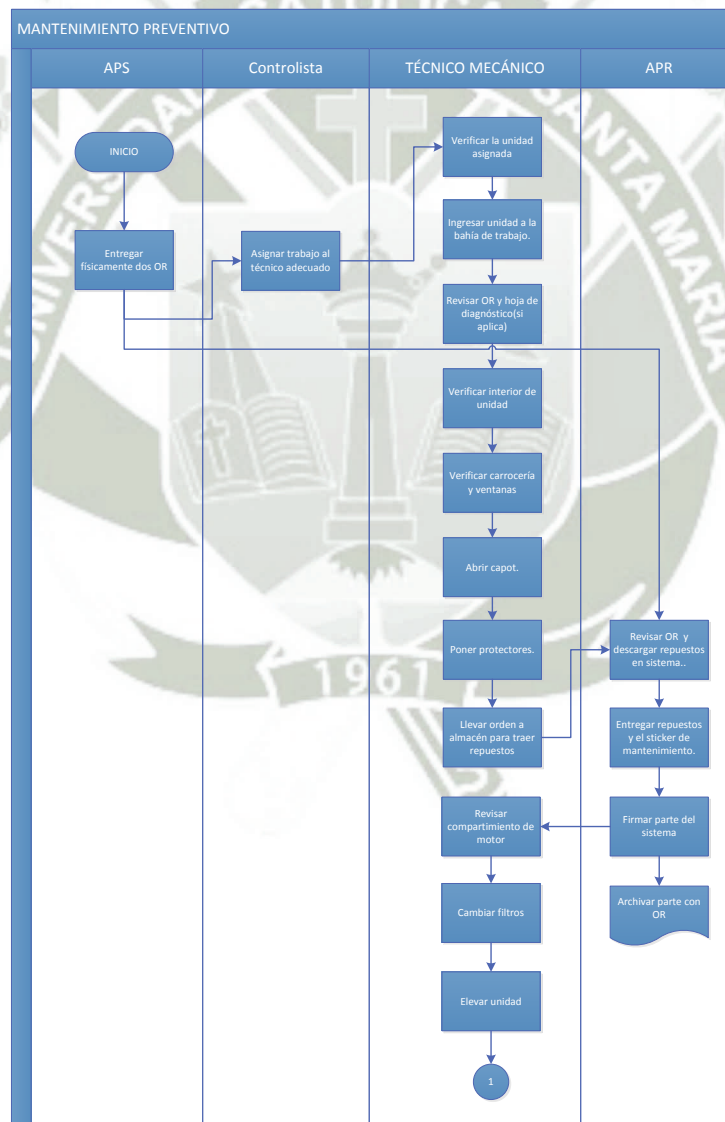 MANTENIMIENTO PREVENTIVO
APS
Controlista
TÉCNICO MECÁNICO
APR
INICIO
Entregar
físicamente dos OR
Asignar trabajo al
técnico adecuado
Verificar la unidad
asignada
Ingresar unidad a la
bahía de trabajo.
Revisar OR y hoja de
diagnóstico(si
aplica)
Verificar interior de
unidad
Verificar carrocería
y ventanas
Abrir capot.
Poner protectores.
Llevar orden a
almacén para traer
repuestos
Revisar OR y
descargar repuestos
en sistema..
Entregar repuestos
y el sticker de
mantenimiento.
Firmar parte del
sistema
Archivar parte con
OR
Revisar
compartimiento de
motor
Cambiar filtros
Elevar unidad
1
SANTA MARÍA
1961